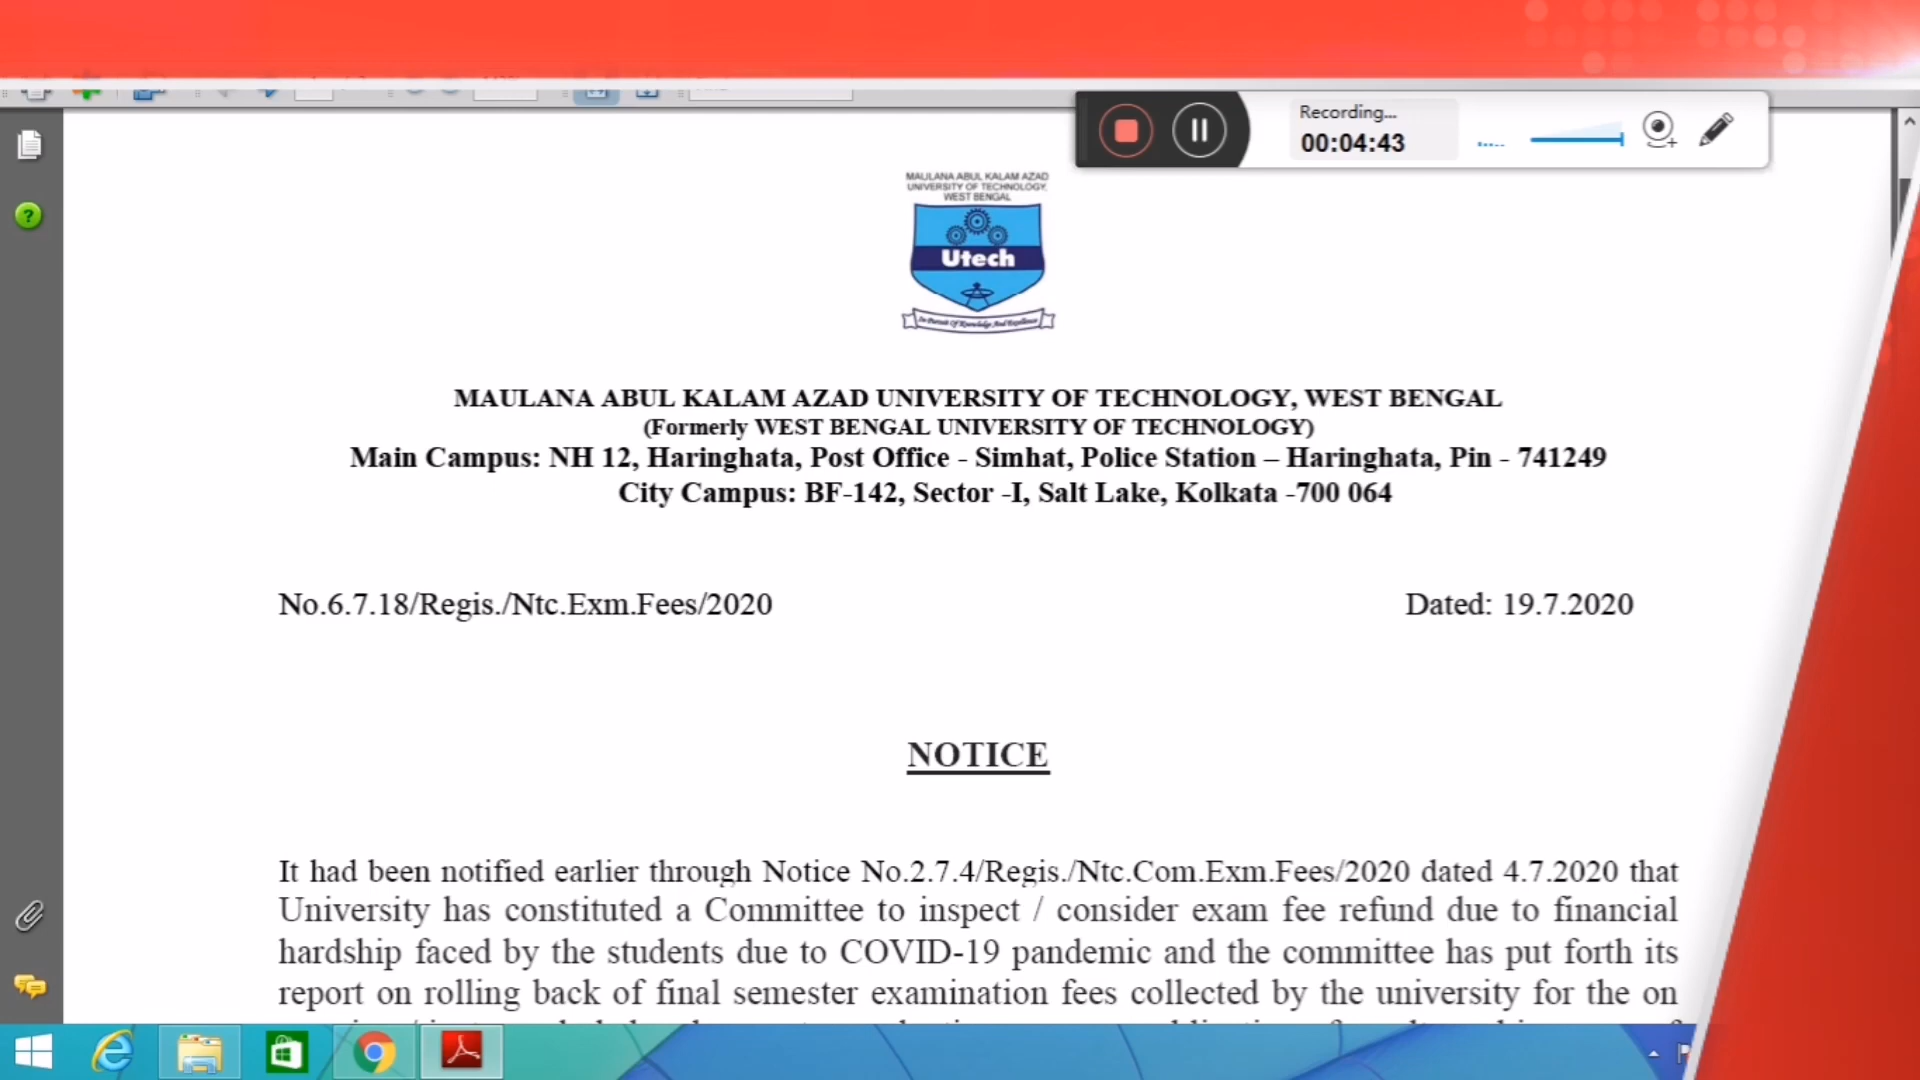 Recording...
00:04:43
MAULANA ABUL KALAM AZAD
UNIVERSITY OF TECHNOLOGY,
WEST BENGAL
Utech
In Pursuit Of Knowledge And Excellence
MAULANA ABUL KALAM AZAD UNIVERSITY OF TECHNOLOGY, WEST BENGAL
(Formerly WEST BENGAL UNIVERSITY OF TECHNOLOGY)
Main Campus: NH 12, Haringhata, Post Office - Simhat, Police Station – Haringhata, Pin - 741249
City Campus: BF-142, Sector -I, Salt Lake, Kolkata -700 064
No.6.7.18/Regis./Ntc.Exm.Fees/2020 Dated: 19.7.2020
NOTICE
It had been notified earlier through Notice No.2.7.4/Regis./Ntc.Com.Exm.Fees/2020 dated 4.7.2020 that
University has constituted a Committee to inspect / consider exam fee refund due to financial
hardship faced by the students due to COVID-19 pandemic and the committee has put forth its
report on rolling back of final semester examination fees collected by the university for the on